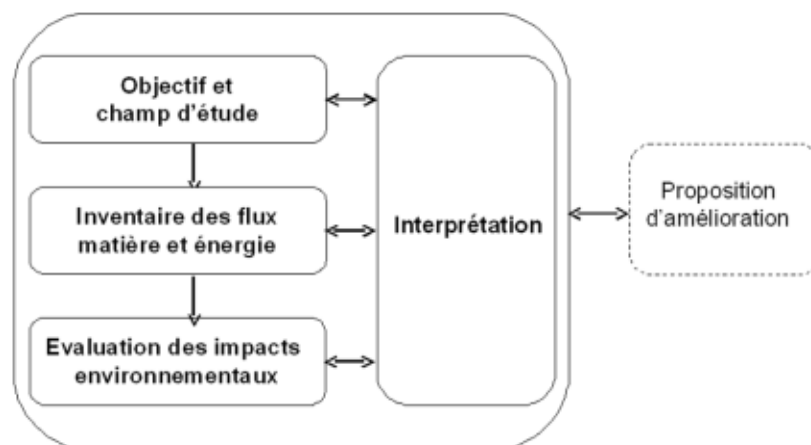 Objectif et
champ d'étude
Inventaire des flux
matière et énergie
Evaluation des impacts
environnementaux
Interprétation
Proposition
d'amélioration